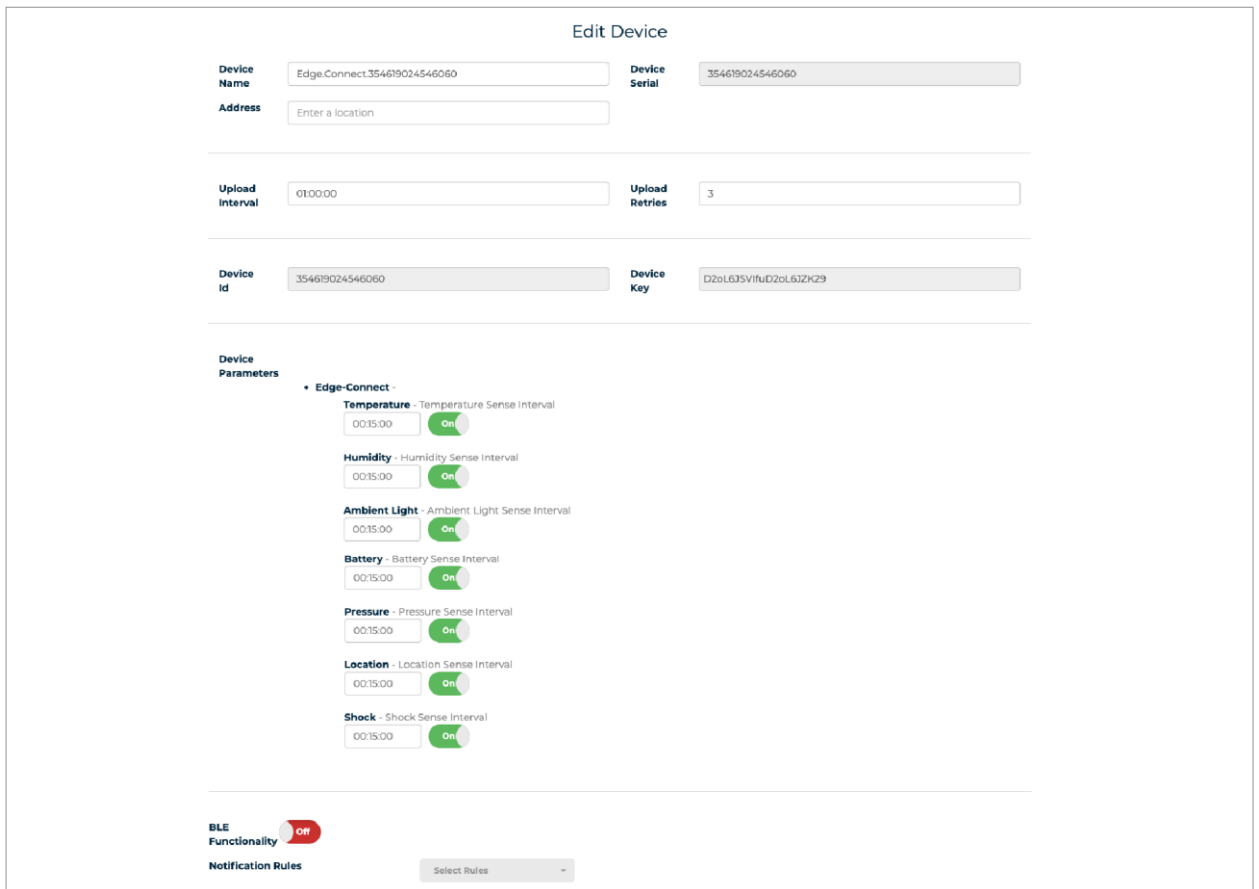 Edit Device
Device Name
Edge.Connect.354619024546060
Device Serial
354619024546060
Address
Enter a location
Upload Interval
01:00:00
Upload Retries
3
Device Id
354619024546060
Device Key
D2oL6J5VIfuD2oL6JZK29
Device Parameters
• Edge-Connect -
Temperature - Temperature Sense Interval
00:15:00 On
Humidity - Humidity Sense Interval
00:15:00 On
Ambient Light - Ambient Light Sense Interval
00:15:00 On
Battery - Battery Sense Interval
00:15:00 On
Pressure - Pressure Sense Interval
00:15:00 On
Location - Location Sense Interval
00:15:00 On
Shock - Shock Sense Interval
00:15:00 On
BLE Functionality
Off
Notification Rules
Select Rules